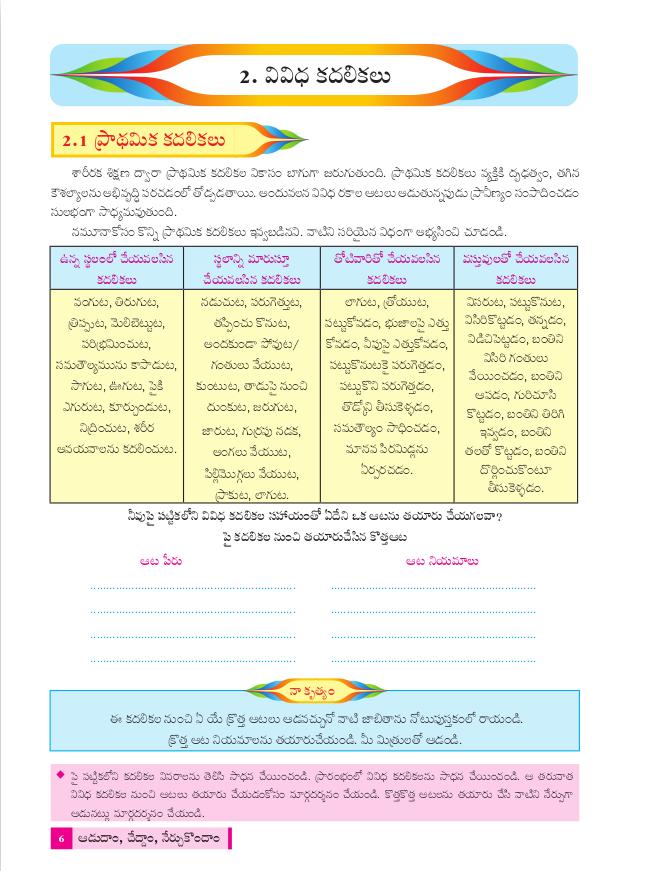 2. వివిధ కదలికలు
2.1 ప్రాథమిక కదలికలు
శారీరక శిక్షణ ద్వారా ప్రాథమిక కదలికల వికాసం బాగుగా జరుగుతుంది. ప్రాథమిక కదలికలు వ్యక్తికి దృఢత్వం, తగిన
కౌశల్యాలను అభివృద్ధి పరచడంలో తోడ్పడతాయి. అందువలన వివిధ రకాల ఆటలు ఆడుతున్నపుడు ప్రావీణ్యం సంపాదించడం
సులభంగా సాధ్యమవుతుంది.
నమూనాకోసం కొన్ని ప్రాథమిక కదలికలు ఇవ్వబడినవి. వాటిని సరియైన విధంగా అభ్యసించి చూడండి.
ఉన్న స్థలంలో చేయవలసిన
కదలికలు
వంగుట, తిరుగుట,
త్రిప్పుట, మెలిబెట్టుట,
పరిభ్రమించుట,
సమతౌల్యమును కాపాడుట,
సాగుట, ఊగుట, పైకి
ఎగురుట, కూర్చుండుట,
నిద్రించుట, శరీర
అవయవాలను కదలించుట.
స్థలాన్ని మారుస్తూ
చేయవలసిన కదలికలు
నడుచుట, పరుగెత్తుట,
తప్పించు కొనుట,
అందకుండా పోవుట/
గంతులు వేయుట,
కుంటుట, తాడుపై నుంచి
దుంకుట, జరుగుట,
జారుట, గుర్రపు నడక,
అంగలు వేయుట,
పిల్లిమొగ్గలు వేయుట,
ప్రాకుట, లాగుట.
తోటివారితో చేయవలసిన
కదలికలు
లాగుట, త్రోయుట,
పట్టుకోవడం, భుజాలపై ఎత్తు
కోవడం, వీపుపై ఎత్తుకోవడం,
పట్టుకొనుటకై పరుగెత్తడం,
పట్టుకొని పరుగెత్తడం,
తోడ్కొని తీసుకెళ్ళడం,
సమతౌల్యం సాధించడం,
మానవ పిరమిడ్లను
ఏర్పరచడం.
వస్తువులతో చేయవలసిన
కదలికలు
విసరుట, పట్టుకొనుట,
విసిరికొట్టడం, తన్నడం,
విడిచిపెట్టడం, బంతిని
విసిరి గంతులు
వేయించడం, బంతిని
ఆపడం, గురిచూసి
కొట్టడం, బంతిని తిరిగి
ఇవ్వడం, బంతిని
తలతో కొట్టడం, బంతిని
దొర్లించుకొంటూ
తీసుకెళ్ళడం.
నీవుపై పట్టికలోని వివిధ కదలికల సహాయంతో ఏదేని ఒక ఆటను తయారు చేయగలవా?
పై కదలికల నుంచి తయారుచేసిన కొత్తఆట
ఆట పేరు
ఆట నియమాలు
నా కృత్యం
ఈ కదలికల నుంచి ఏ యే క్రొత్త ఆటలు ఆడవచ్చునో వాటి జాబితాను నోటుపుస్తకంలో రాయండి.
క్రొత్త ఆట నియమాలను తయారుచేయండి. మీ మిత్రులతో ఆడండి.
◆ పై పట్టికలోని కదలికల వివరాలను తెలిపి సాధన చేయించండి. ప్రారంభంలో వివిధ కదలికలను సాధన చేయించండి. ఆ తరువాత
వివిధ కదలికల నుంచి ఆటలు తయారు చేయడంకోసం మార్గదర్శనం చేయండి. కొత్తకొత్త ఆటలను తయారు చేసి వాటిని నేర్పుగా
ఆడునట్లు మార్గదర్శనం చేయండి.
6 ఆడుదాం, చేద్దాం, నేర్చుకొందాం